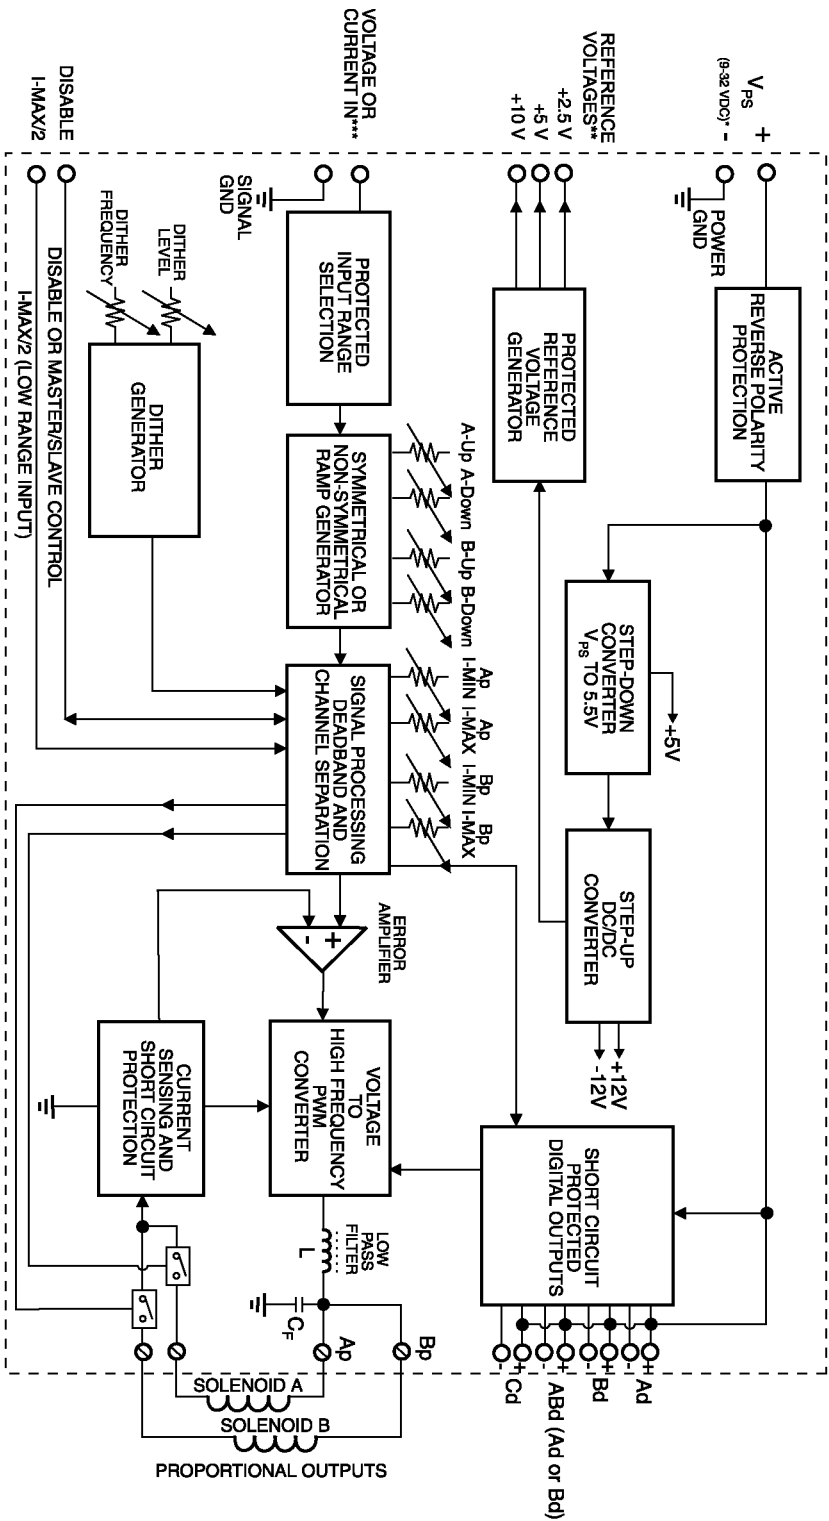 V PS
(9-32 VDC)*
+
-
POWER
GND
ACTIVE
REVERSE POLARITY
PROTECTION
REFERENCE
VOLTAGES**
+2.5 V
+5 V
+10 V
PROTECTED
REFERENCE
VOLTAGE
GENERATOR
STEP-DOWN
CONVERTER
VPS TO 5.5V
+5V
STEP-UP
DC/DC
CONVERTER
+12V
-12V
SHORT CIRCUIT
PROTECTED
DIGITAL OUTPUTS
+
-
Ad
+
-
Bd
+
-
ABd (Ad or Bd)
+
-
Cd
VOLTAGE OR
CURRENT IN***
SIGNAL
GND
PROTECTED
INPUT RANGE
SELECTION
A-Up
A-Down
B-Up
B-Down
SYMMETRICAL OR
NON-SYMMETRICAL
RAMP GENERATOR
Ap
I-MIN
Ap
I-MAX
Bp
I-MIN
Bp
I-MAX
SIGNAL PROCESSING
DEADBAND AND
CHANNEL SEPARATION
ERROR
AMPLIFIER
+
-
VOLTAGE
TO
HIGH FREQUENCY
PWM
CONVERTER
LOW
PASS
FILTER
L
CF
Bp
Ap
DITHER
LEVEL
DITHER
FREQUENCY
DITHER
GENERATOR
CURRENT
SENSING AND
SHORT CIRCUIT
PROTECTION
DISABLE
I-MAX/2
DISABLE OR MASTER/SLAVE CONTROL
I-MAX/2 (LOW RANGE INPUT)
SOLENOID A
SOLENOID B
PROPORTIONAL OUTPUTS